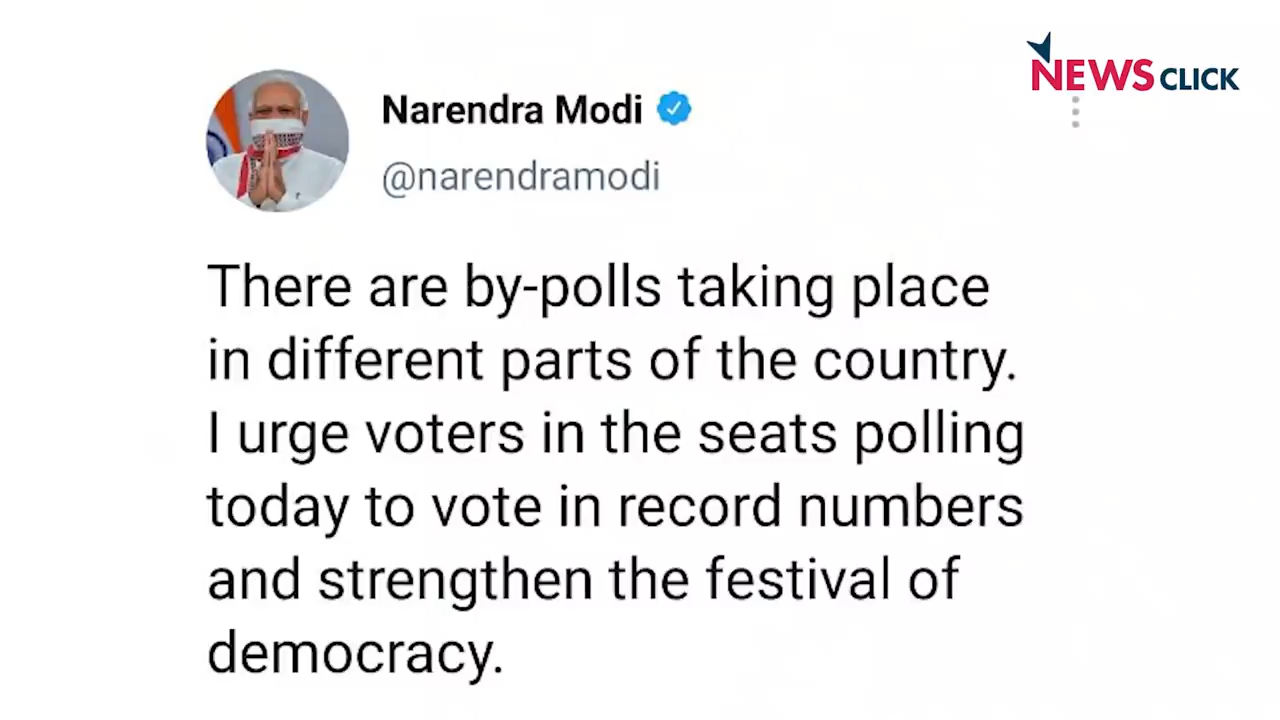 NEWSCLICK
Narendra Modi
@narendramodi
There are by-polls taking place
in different parts of the country.
I urge voters in the seats polling
today to vote in record numbers
and strengthen the festival of
democracy.